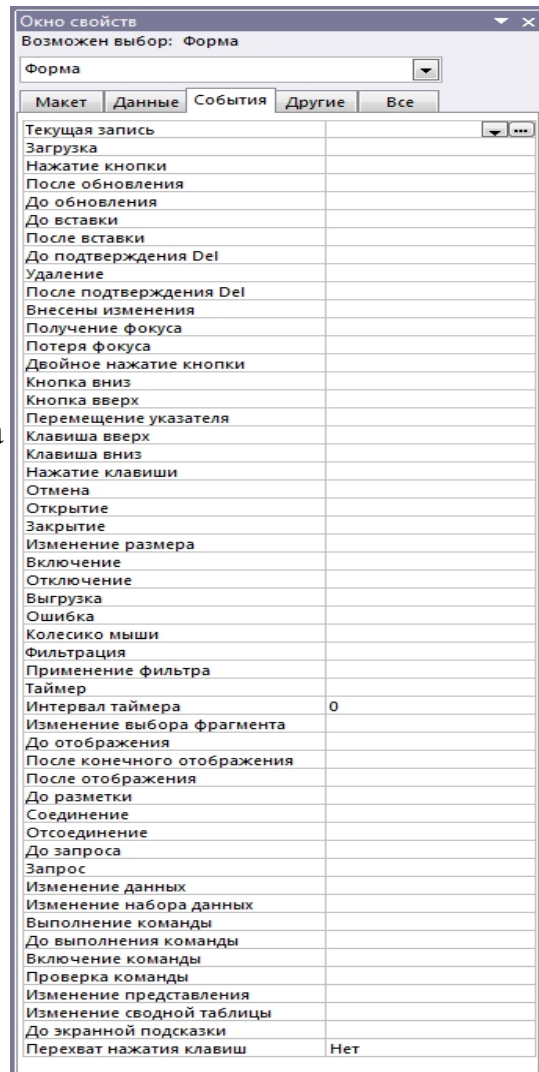 Окно свойств
Возможен выбор: Форма
Форма
Макет Данные События Другие Все
Текущая запись
Загрузка
Нажатие кнопки
После обновления
До обновления
До вставки
После вставки
До подтверждения Del
Удаление
После подтверждения Del
Внесены изменения
Получение фокуса
Потеря фокуса
Двойное нажатие кнопки
Кнопка вниз
Кнопка вверх
Перемещение указателя
а
Клавиша вверх
Клавиша вниз
Нажатие клавиши
Отмена
Открытие
Закрытие
Изменение размера
Включение
Отключение
Выгрузка
Ошибка
Колесико мыши
Фильтрация
Применение фильтра
Таймер
Интервал таймера 0
Изменение выбора фрагмента
До отображения
После конечного отображения
После отображения
До разметки
Соединение
Отсоединение
До запроса
Запрос
Изменение данных
Изменение набора данных
Выполнение команды
До выполнения команды
Включение команды
Проверка команды
Изменение представления
Изменение сводной таблицы
До экранной подсказки
Перехват нажатия клавиш Нет